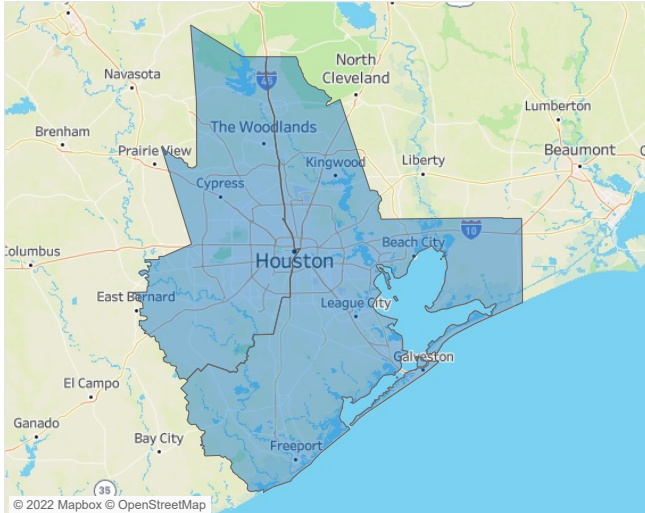 North
Cleveland
Navasota
45
Lumberton
Brenham
The Woodlands
Prairie View
Beaumont
Kingwood
Liberty
Cypress
10
Columbus
Beach City
Houston
East Bernard
League City
Galveston
El Campo
Ganado
Bay City
Freeport
35
© 2022 Mapbox © OpenStreetMap